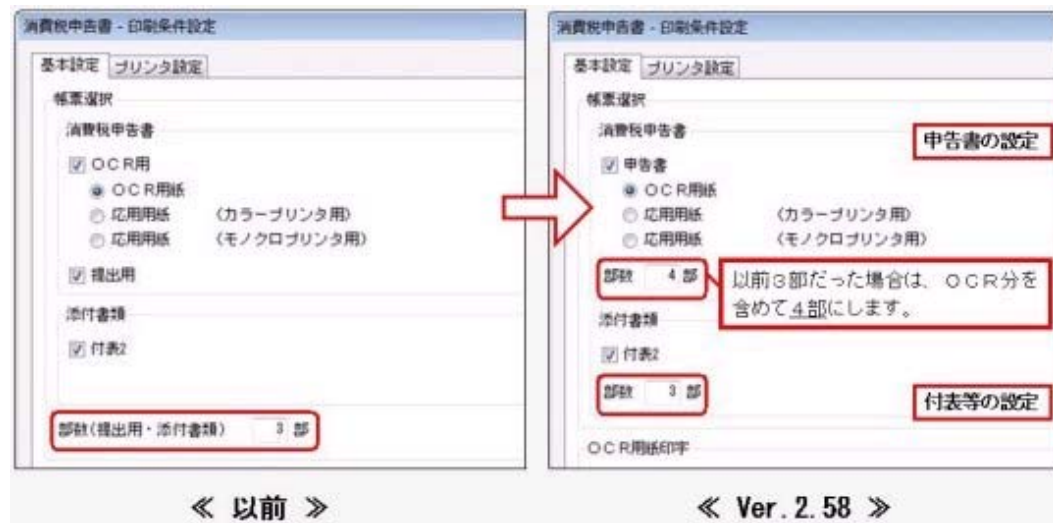 消費税申告書 - 印刷条件設定
基本設定 プリンタ設定
帳票選択
消費税申告書
OCR用
OCR用紙
応用用紙 (カラープリンタ用)
応用用紙 (モノクロプリンタ用)
提出用
添付書類
付表2
部数(提出用・添付書類) 3 部
≪ 以前 ≫
消費税申告書 - 印刷条件設定
基本設定 プリンタ設定
帳票選択
消費税申告書
申告書の設定
申告書
OCR用紙
応用用紙 (カラープリンタ用)
応用用紙 (モノクロプリンタ用)
部数 4 部
以前3部だった場合は、OCR分を
含めて4部にします。
添付書類
付表2
部数 3 部
付表等の設定
OCR用紙印字
≪ Ver.2.58 ≫